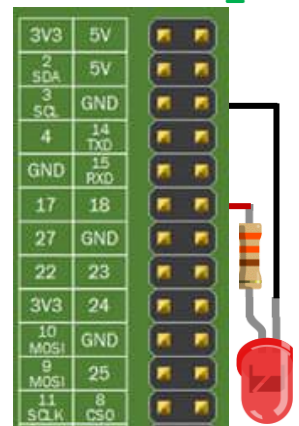 3V3 5V
2 SDA 5V
3 SCL GND
4 14 TXD
GND 15 RXD
17 18
27 GND
22 23
3V3 24
10 MOSI GND
9 MOSI 25
11 SCLK 8 CSO